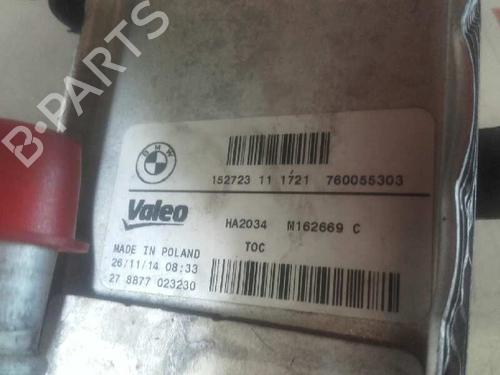 B-PARTS
BMW
152723 11 1721 760055303
Valeo
HA2034 M162669 C
MADE IN POLAND TOC
26/11/14 08:33
27 8877 023230